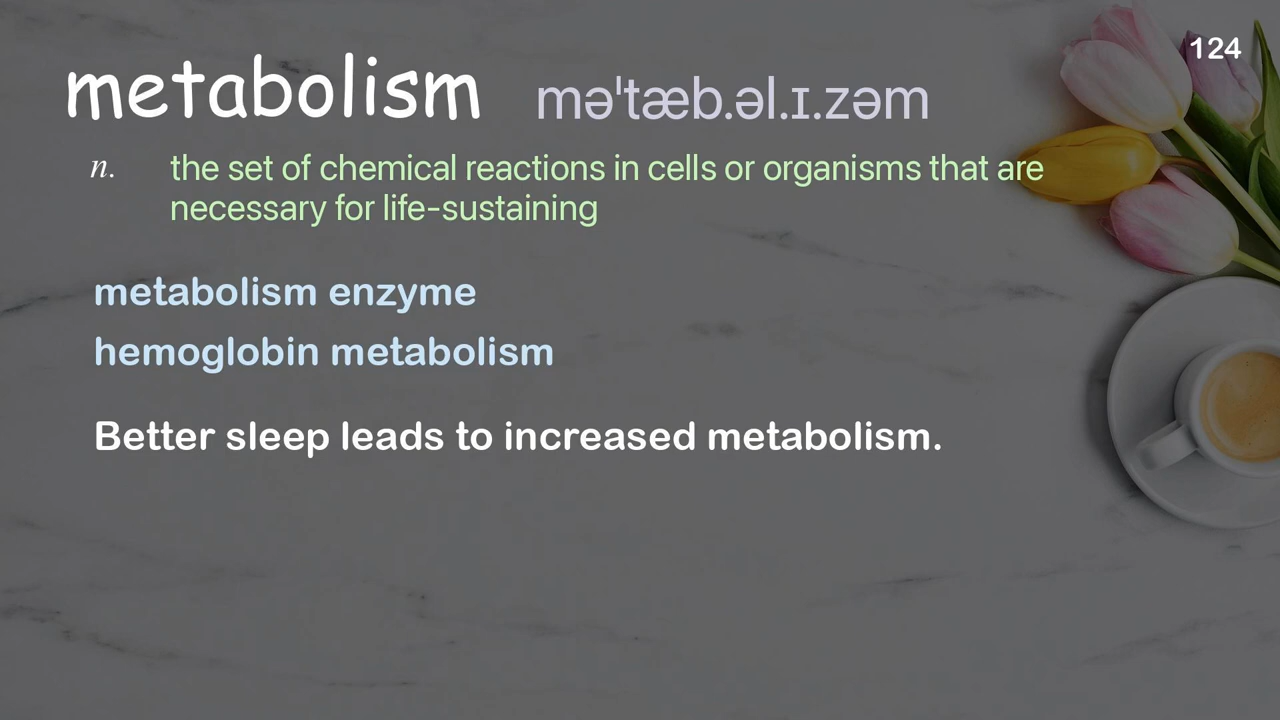 124
metabolism məˈtæb.əl.ɪ.zəm
n. the set of chemical reactions in cells or organisms that are
necessary for life-sustaining
metabolism enzyme
hemoglobin metabolism
Better sleep leads to increased metabolism.